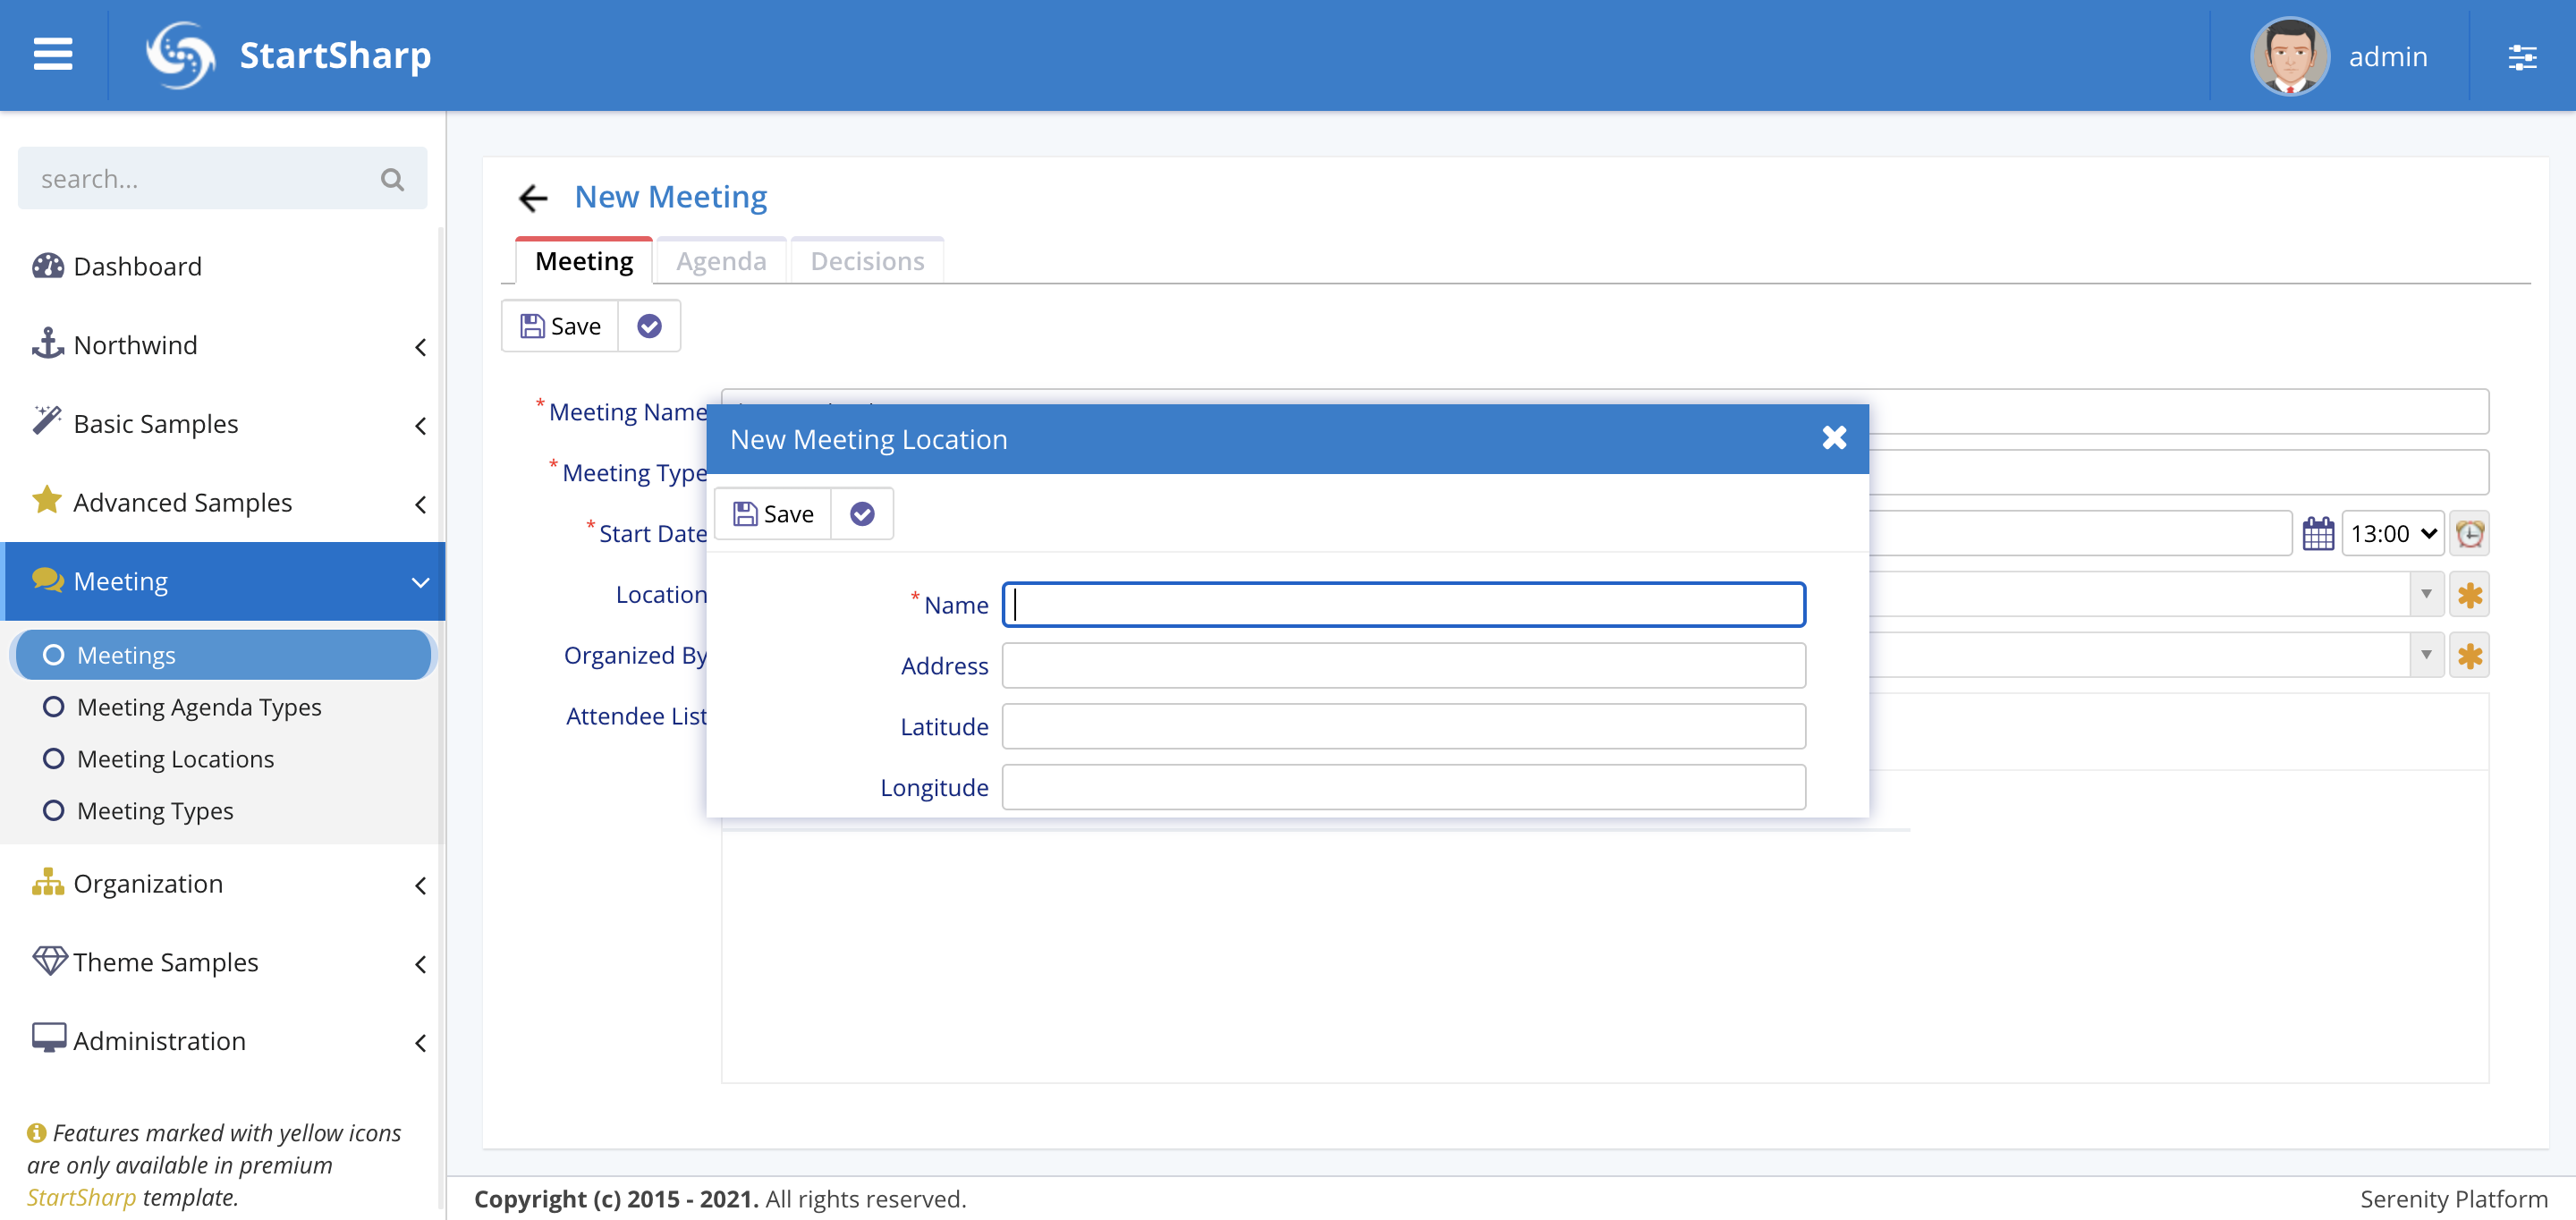 StartSharp
admin
search...
Dashboard
Northwind
Basic Samples
Advanced Samples
Meeting
Meetings
Meeting Agenda Types
Meeting Locations
Meeting Types
Organization
Theme Samples
Administration
Features marked with yellow icons
are only available in premium
StartSharp template.
New Meeting
Meeting Agenda Decisions
Save
* Meeting Name
* Meeting Type
* Start Date
13:00
Location
Organized By
Attendee List
New Meeting Location
Save
* Name
Address
Latitude
Longitude
Copyright (c) 2015 - 2021. All rights reserved.
Serenity Platform